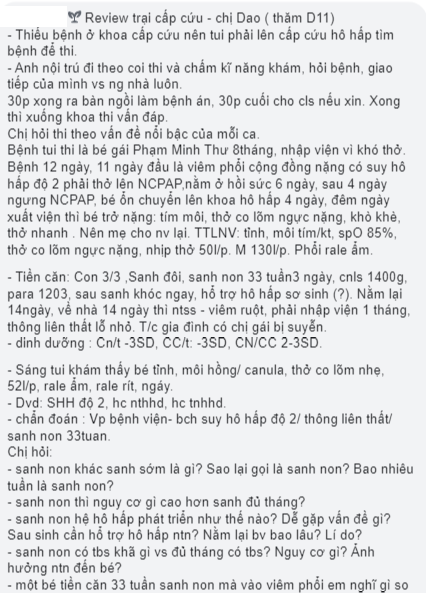 🌱 Review trại cấp cứu - chị Dao ( thăm D11)
- Thiếu bệnh ở khoa cấp cứu nên tui phải lên cấp cứu hô hấp tìm
bệnh để thi.
- Anh nội trú đi theo coi thi và chấm kĩ năng khám, hỏi bệnh, giao
tiếp của mình vs ng nhà luôn.
30p xong ra bàn ngồi làm bệnh án, 30p cuối cho cls nếu xin. Xong
thì xuống khoa thi vấn đáp.
Chị hỏi thi theo vấn đề nổi bậc của mỗi ca.
Bệnh tui thi là bé gái Phạm Minh Thư 8tháng, nhập viện vì khó thở.
Bệnh 12 ngày, 11 ngày đầu là viêm phổi cộng đồng nặng có suy hô
hấp độ 2 phải thở lên NCPAP,nằm ở hồi sức 6 ngày, sau 4 ngày
ngưng NCPAP, bé ổn chuyển lên khoa hô hấp 4 ngày, đêm ngày
xuất viện thì bé trở nặng: tím môi, thở co lõm ngực nặng, khò khè,
thở nhanh . Nên mẹ cho nv lại. TTLNV: tỉnh, môi tím/kt, spO 85%,
thở co lõm ngực nặng, nhịp thở 50l/p. M 130l/p. Phổi rale ẩm.

- Tiền căn: Con 3/3 ,Sanh đôi, sanh non 33 tuần3 ngày, cnls 1400g,
para 1203, sau sanh khóc ngay, hổ trợ hô hấp sơ sinh (?). Nằm lại
14ngày, về nhà 14 ngày thì ntss - viêm ruột, phải nhập viện 1 tháng,
thông liên thất lỗ nhỏ. T/c gia đình có chị gái bị suyễn.
- dinh dưỡng : Cn/t -3SD, CC/t: -3SD, CN/CC 2-3SD.

- Sáng tui khám thấy bé tỉnh, môi hồng/ canula, thở co lõm nhẹ,
52l/p, rale ẩm, rale rít, ngáy.
- Dvd: SHH độ 2, hc nthhd, hc tnhhd.
- chẩn đoán : Vp bệnh viện- bch suy hô hấp độ 2/ thông liên thất/
sanh non 33tuan.
Chị hỏi:
- sanh non khác sanh sớm là gì? Sao lại gọi là sanh non? Bao nhiêu
tuần là sanh non?
- sanh non thì nguy cơ gì cao hơn sanh đủ tháng?
- sanh non hệ hô hấp phát triển như thế nào? Dễ gặp vấn đề gì?
Sau sinh cần hổ trợ hô hấp ntn? Nằm lại bv bao lâu? Lí do?
- sanh non có tbs khã gì vs đủ tháng có tbs? Nguy cơ gì? Ảnh
hưởng ntn đến bé?
- một bé tiền căn 33 tuần sanh non mà vào viêm phổi em nghĩ gì so